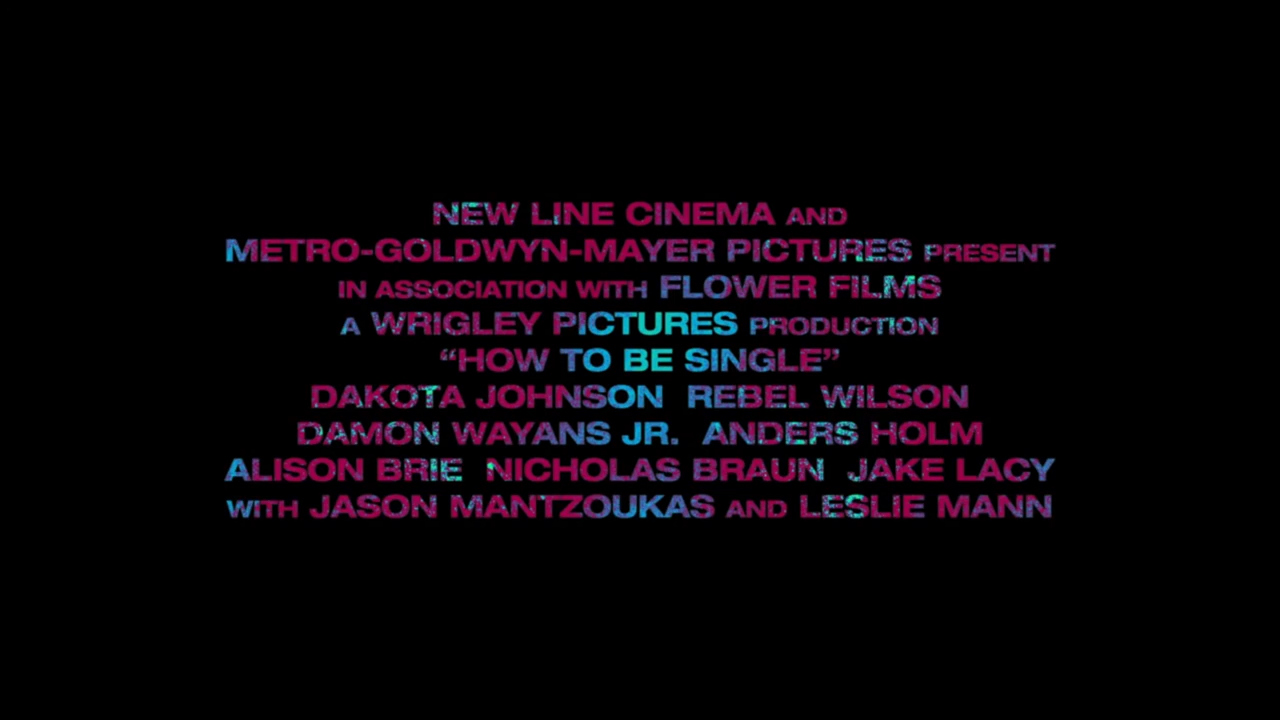 NEW LINE CINEMA AND
METRO-GOLDWYN-MAYER PICTURES PRESENT
IN ASSOCIATION WITH FLOWER FILMS
A WRIGLEY PICTURES PRODUCTION
“HOW TO BE SINGLE”
DAKOTA JOHNSON REBEL WILSON
DAMON WAYANS JR. ANDERS HOLM
ALISON BRIE NICHOLAS BRAUN JAKE LACY
WITH JASON MANTZOUKAS AND LESLIE MANN